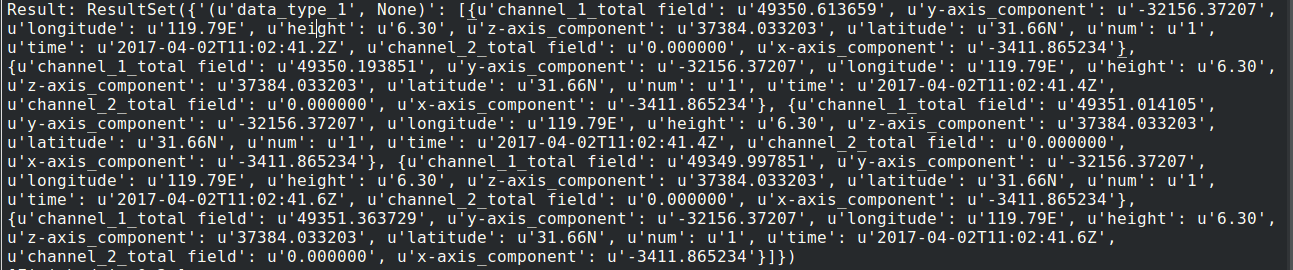 Result: ResultSet({'(u'data_type_1', None)': [{u'channel_1_total field': u'49350.613659', u'y-axis_component': u'-32156.37207',
u'longitude': u'119.79E', u'height': u'6.30', u'z-axis_component': u'37384.033203', u'latitude': u'31.66N', u'num': u'1',
u'time': u'2017-04-02T11:02:41.2Z', u'channel_2_total field': u'0.000000', u'x-axis_component': u'-3411.865234'},
{u'channel_1_total field': u'49350.193851', u'y-axis_component': u'-32156.37207', u'longitude': u'119.79E', u'height': u'6.30',
u'z-axis_component': u'37384.033203', u'latitude': u'31.66N', u'num': u'1', u'time': u'2017-04-02T11:02:41.4Z',
u'channel_2_total field': u'0.000000', u'x-axis_component': u'-3411.865234'}, {u'channel_1_total field': u'49351.014105',
u'y-axis_component': u'-32156.37207', u'longitude': u'119.79E', u'height': u'6.30', u'z-axis_component': u'37384.033203',
u'latitude': u'31.66N', u'num': u'1', u'time': u'2017-04-02T11:02:41.4Z', u'channel_2_total field': u'0.000000',
u'x-axis_component': u'-3411.865234'}, {u'channel_1_total field': u'49349.997851', u'y-axis_component': u'-32156.37207',
u'longitude': u'119.79E', u'height': u'6.30', u'z-axis_component': u'37384.033203', u'latitude': u'31.66N', u'num': u'1',
u'time': u'2017-04-02T11:02:41.6Z', u'channel_2_total field': u'0.000000', u'x-axis_component': u'-3411.865234'},
{u'channel_1_total field': u'49351.363729', u'y-axis_component': u'-32156.37207', u'longitude': u'119.79E', u'height': u'6.30',
u'z-axis_component': u'37384.033203', u'latitude': u'31.66N', u'num': u'1', u'time': u'2017-04-02T11:02:41.6Z',
u'channel_2_total field': u'0.000000', u'x-axis_component': u'-3411.865234'}]})